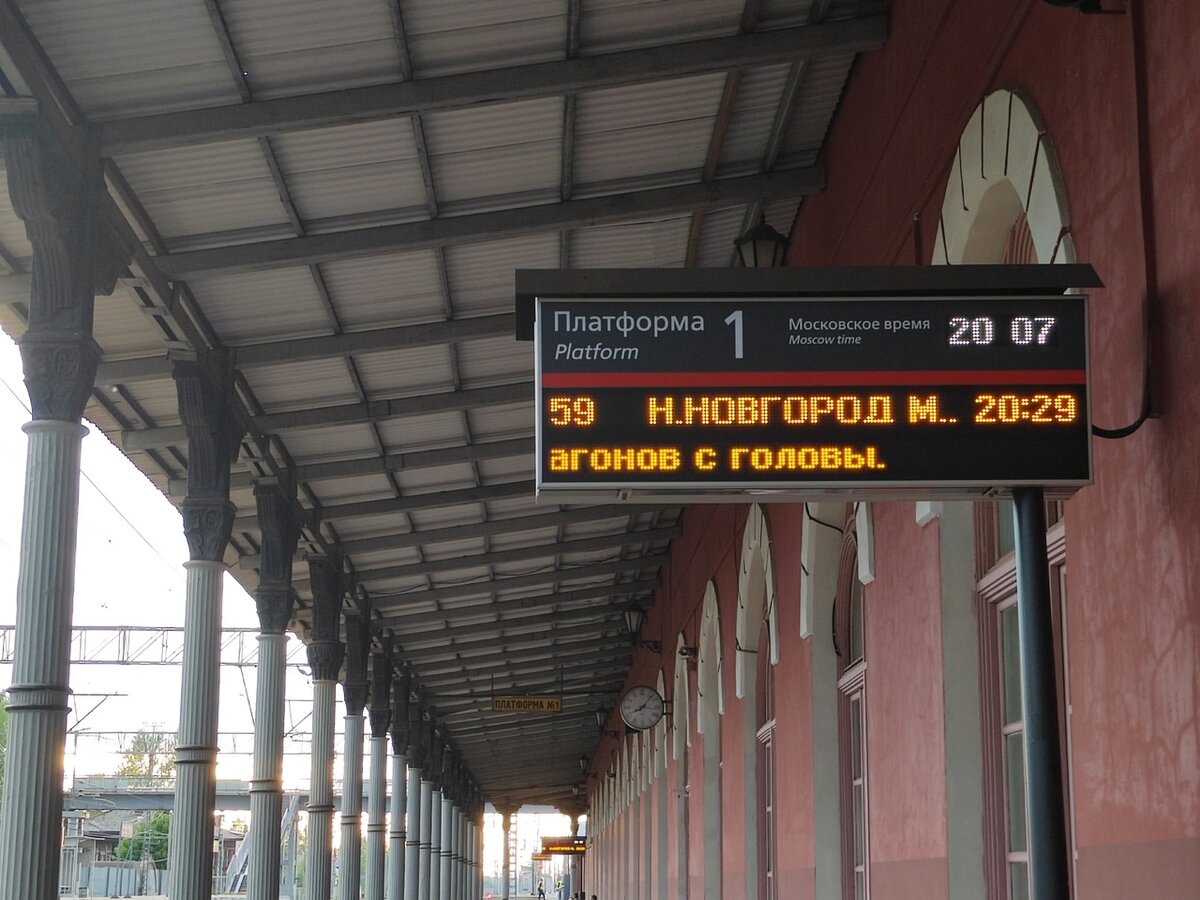 Платформа 1 Московское время 20 07
Platform Moscow time
59 Н.НОВГОРОД М.. 20:29
агонов с головы.
ПЛАТФОРМА №1